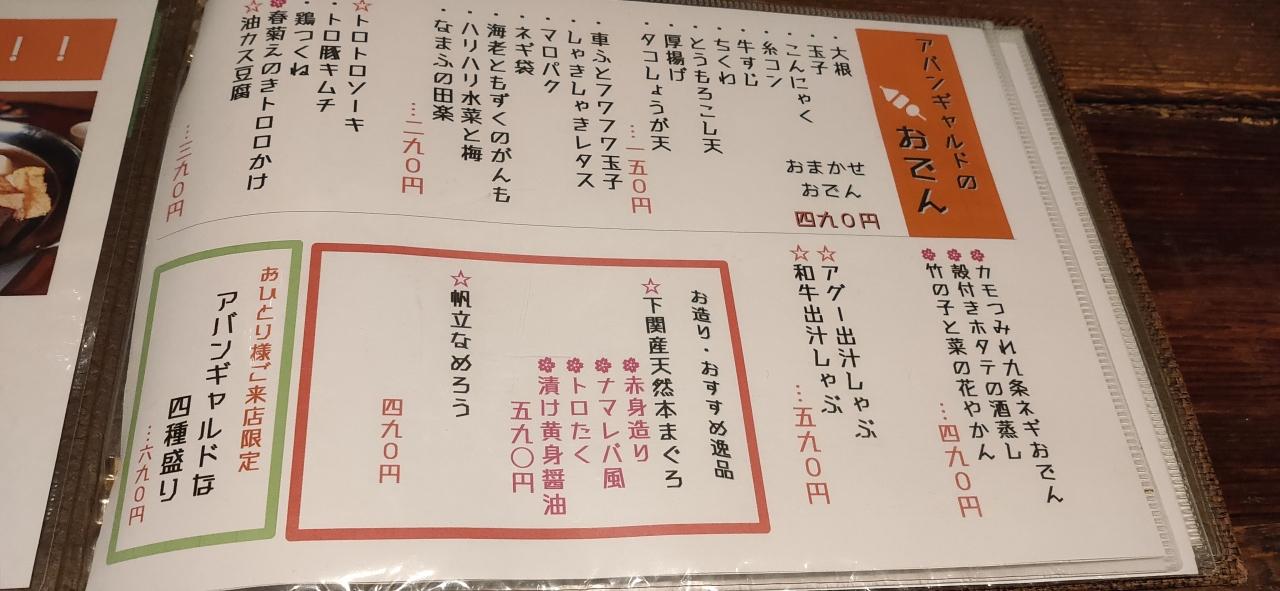 アバンギャルドの
おでん
・大根
・玉子
・こんにゃく
・糸コン
・牛すじ
・ちくわ
・とうもろこし天
・厚揚げ
・タコしょうが天
…一五〇円
おまかせ
おでん
四九〇円
・車ふとフワフワ玉子
・しゃきしゃきレタス
・マロパク
・ネギ袋
・海老ともずくのがんも
・ハリハリ水菜と梅
・なまふの田楽
…二九〇円
☆トロトロソーキ
・トロ豚キムチ
・鶏つくね
春菊えのきトロロかけ
☆油カス豆腐
…三九〇円
カモつみれ九条ネギおでん
殻付きホタテの酒蒸し
竹の子と菜の花やかん
…四九〇円
☆アグー出汁しゃぶ
☆和牛出汁しゃぶ
…五九〇円
お造り・おすすめ逸品
☆下関産天然本まぐろ
赤身造り
ナマレバ風
トロたく
漬け黄身醤油
五九〇円
☆帆立なめろう
四九〇円
おひとり様ご来店限定
アバンギャルドな
四種盛り
…六九〇円
！！